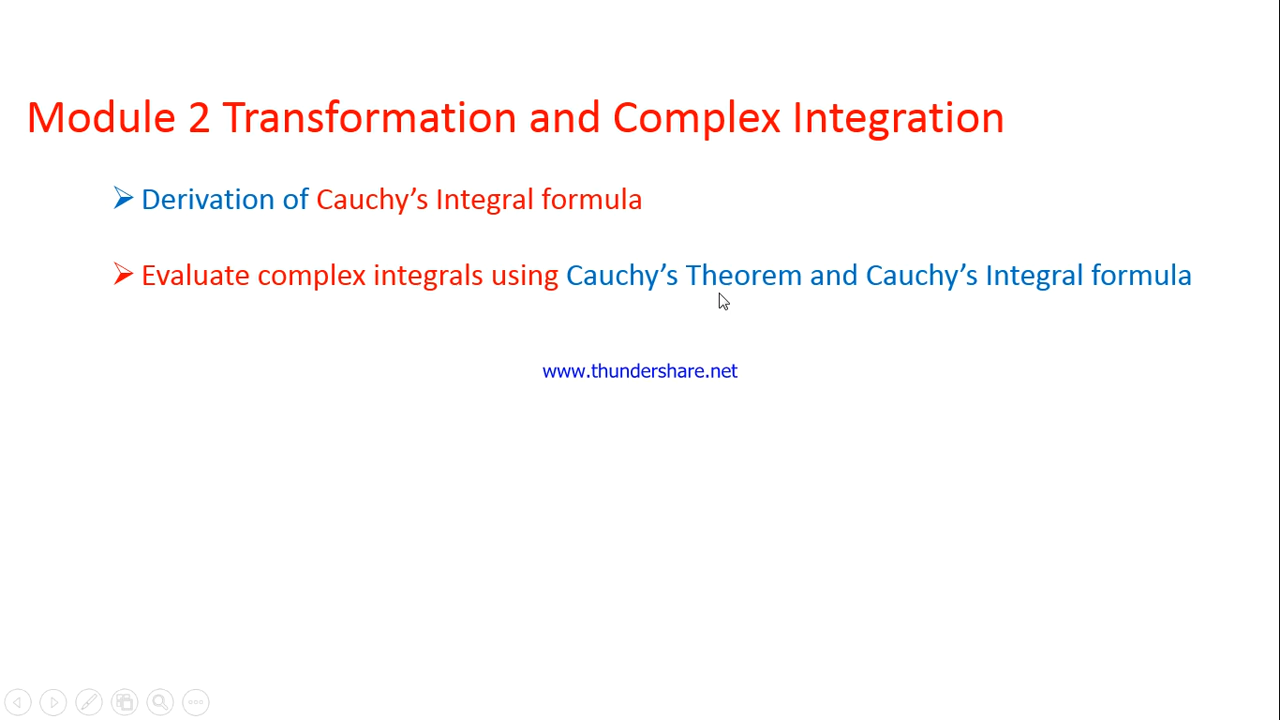 Module 2 Transformation and Complex Integration
➢ Derivation of Cauchy’s Integral formula
➢ Evaluate complex integrals using Cauchy’s Theorem and Cauchy’s Integral formula
www.thundershare.net